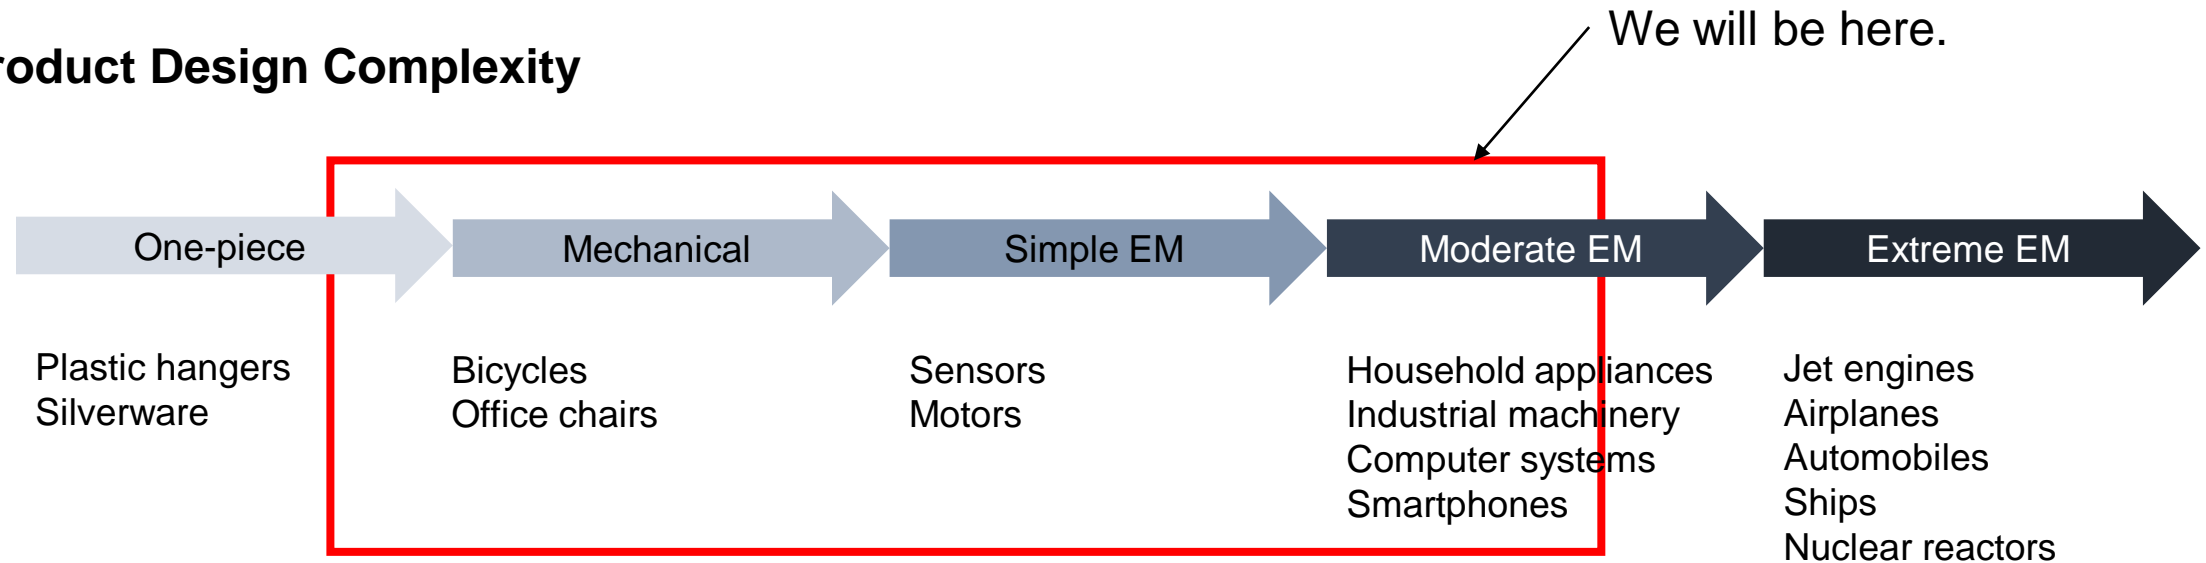 We will be here.
roduct Design Complexity
One-piece
Mechanical
Simple EM
Moderate EM
Extreme EM
Plastic hangers
Silverware
Bicycles
Office chairs
Sensors
Motors
Household appliances
Industrial machinery
Computer systems
Smartphones
Jet engines
Airplanes
Automobiles
Ships
Nuclear reactors